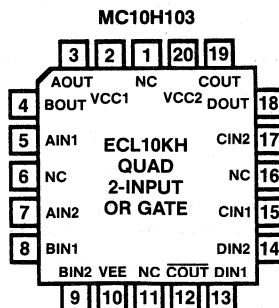 MC10H103
3 2 1 20 19
AOUT NC COUT
VCC1 VCC2
4 BOUT DOUT 18
5 AIN1 CIN2 17
ECL10KH
QUAD
2-INPUT
OR GATE
6 NC NC 16
7 AIN2 CIN1 15
8 BIN1 DIN2 14
BIN2 VEE NC COUT DIN1
9 10 11 12 13